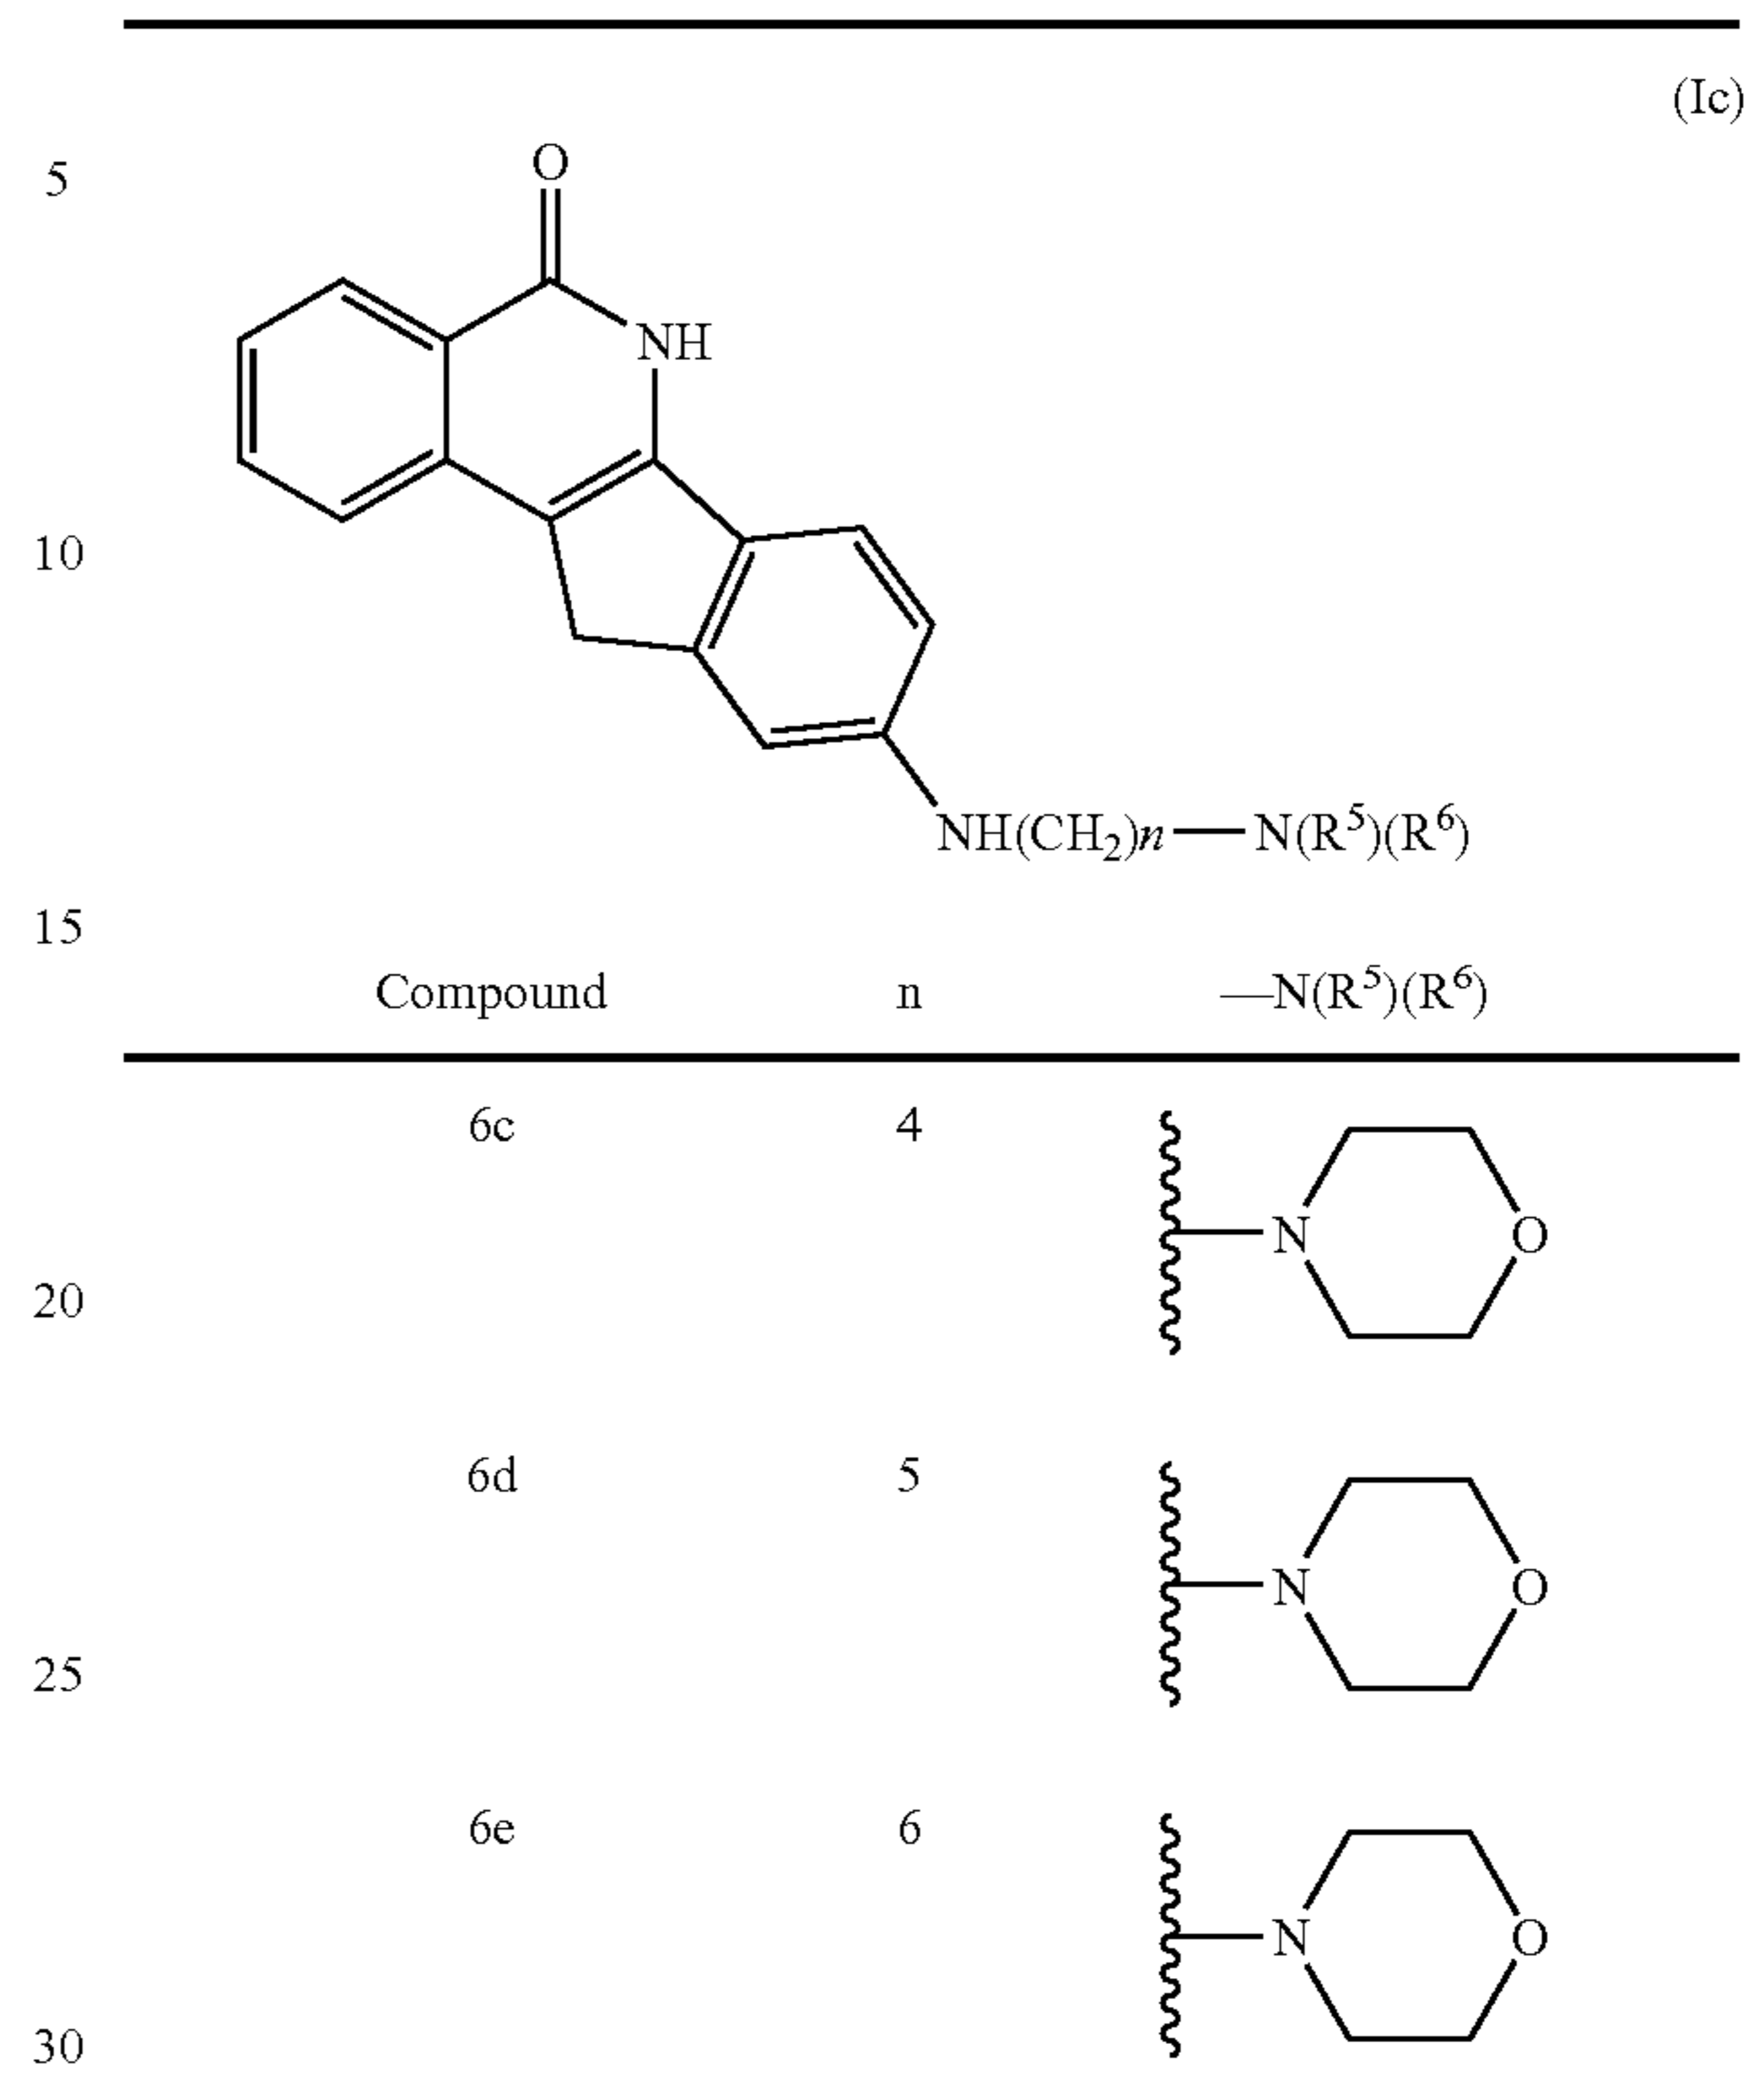 (Ic)
5
O
NH
10
NH(CH₂)n—N(R⁵)(R⁶)
15
Compound n —N(R⁵)(R⁶)
6c 4
N O
20
6d 5
N O
25
6e 6
N O
30